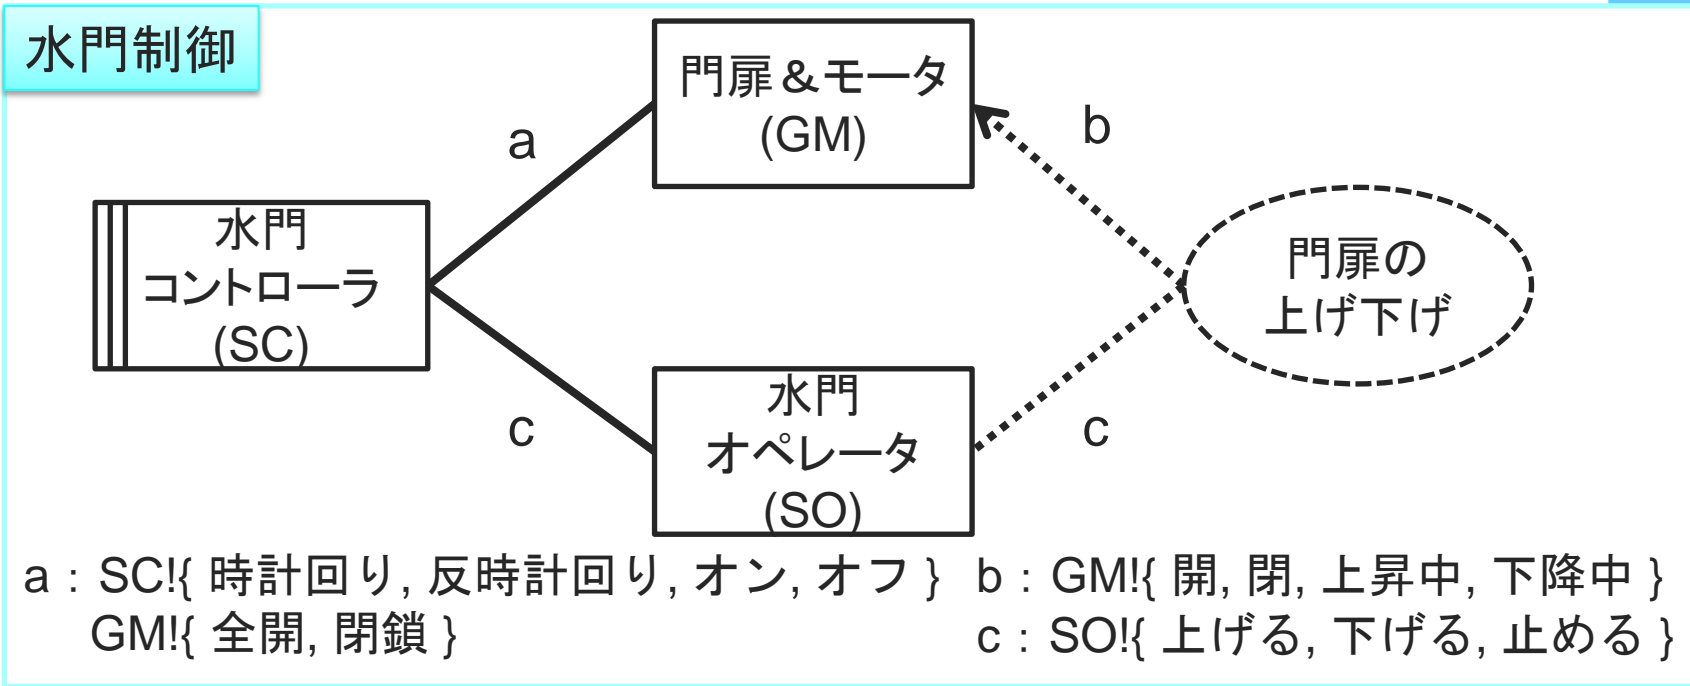 水門制御
門扉&モータ
(GM)
a
b
水門
コントローラ
(SC)
門扉の
上げ下げ
c
水門
オペレータ
(SO)
c
a:SC!{ 時計回り, 反時計回り, オン, オフ }
GM!{ 全開, 閉鎖 }
b:GM!{ 開, 閉, 上昇中, 下降中 }
c:SO!{ 上げる, 下げる, 止める }